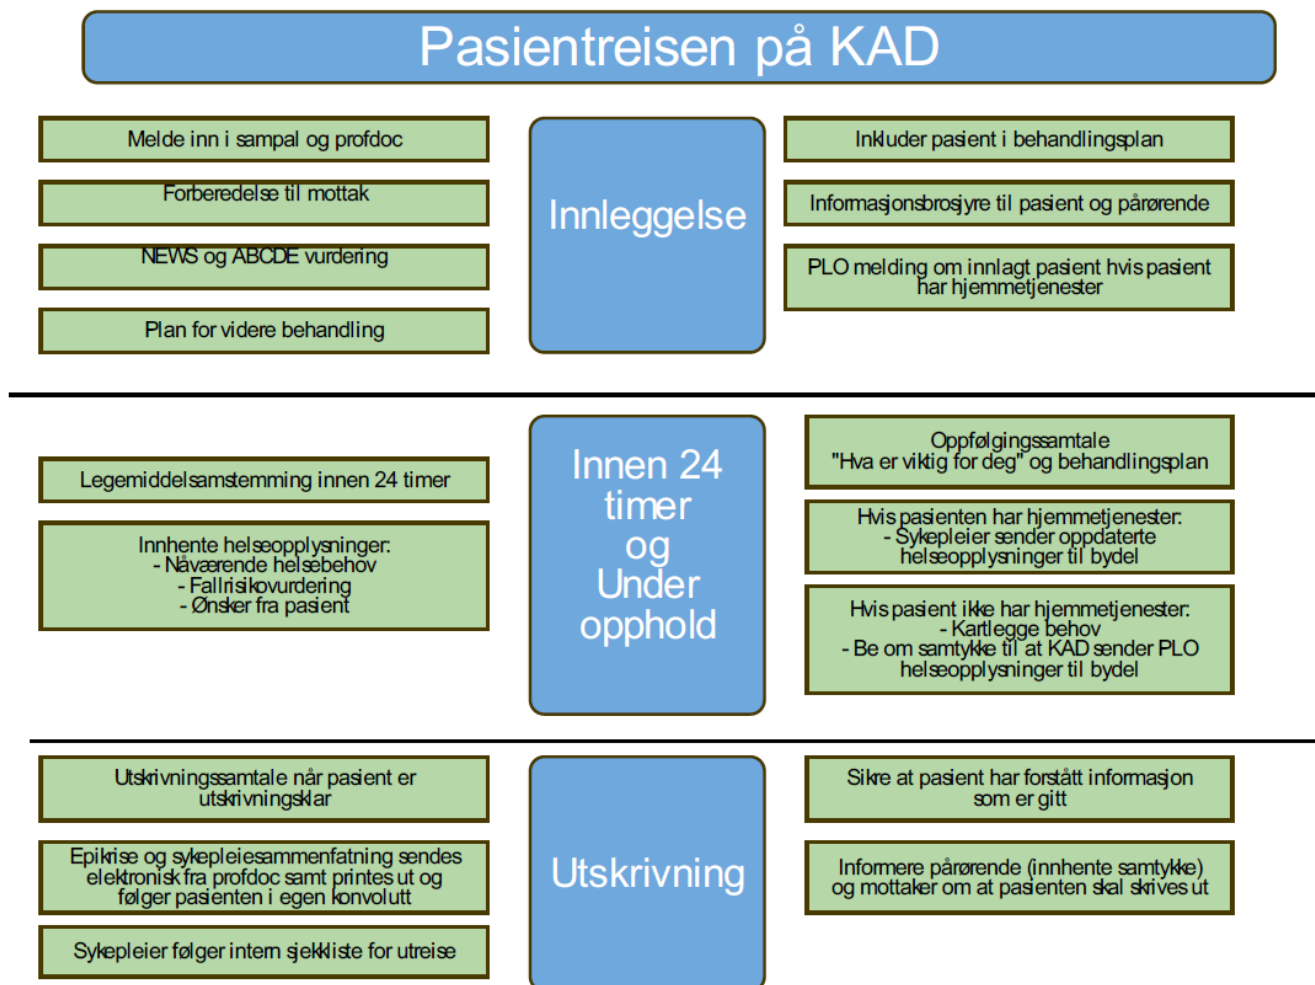 Pasientreisen på KAD
Melde inn i sampal og profdoc
Forberedelse til mottak
NEWS og ABCDE vurdering
Plan for videre behandling
Innleggelse
Inkluder pasient i behandlingsplan
Informasjonsbrosjyre til pasient og pårørende
PLO melding om innlagt pasient hvis pasient
har hjemmetjenester
Legemiddelsamstemming innen 24 timer
Innhente helseopplysninger:
- Nåværende helsebehov
- Fallrisikovurdering
- Ønsker fra pasient
Innen 24
timer
og
Under
opphold
Oppfølgingssamtale
"Hva er viktig for deg" og behandlingsplan
Hvis pasienten har hjemmetjenester:
- Sykepleier sender oppdaterte
helseopplysninger til bydel
Hvis pasient ikke har hjemmetjenester:
- Kartlegge behov
- Be om samtykke til at KAD sender PLO
helseopplysninger til bydel
Utskrivningssamtale når pasient er
utskrivningsklar
Epikrise og sykepleiesammenfatning sendes
elektronisk fra profdoc samt printes ut og
følger pasienten i egen konvolutt
Sykepleier følger intern sjekkliste for utreise
Utskrivning
Sikre at pasient har forstått informasjon
som er gitt
Informere pårørende (innhente samtykke)
og mottaker om at pasienten skal skrives ut